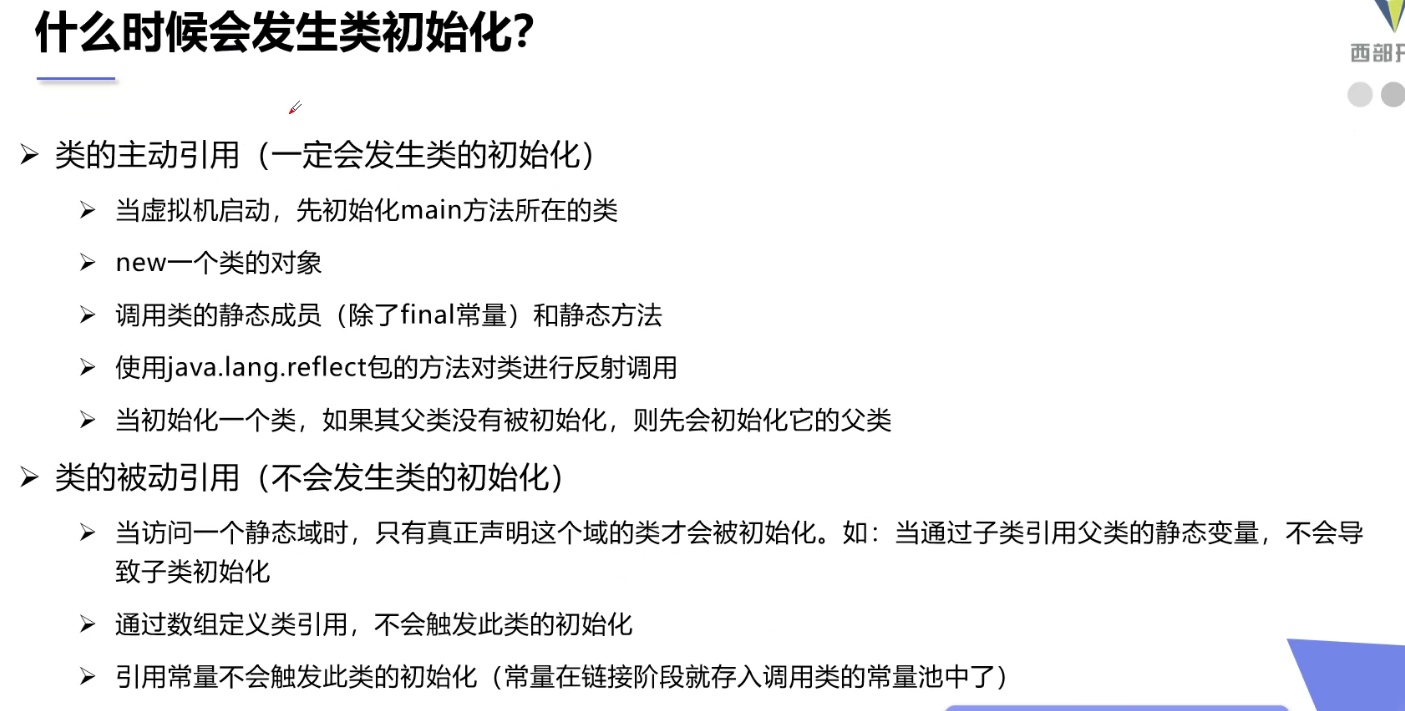 什么时候会发生类初始化？
西部开
类的主动引用（一定会发生类的初始化）
当虚拟机启动，先初始化main方法所在的类
new一个类的对象
调用类的静态成员（除了final常量）和静态方法
使用java.lang.reflect包的方法对类进行反射调用
当初始化一个类，如果其父类没有被初始化，则先会初始化它的父类
类的被动引用（不会发生类的初始化）
当访问一个静态域时，只有真正声明这个域的类才会被初始化。如：当通过子类引用父类的静态变量，不会导
致子类初始化
通过数组定义类引用，不会触发此类的初始化
引用常量不会触发此类的初始化（常量在链接阶段就存入调用类的常量池中了）